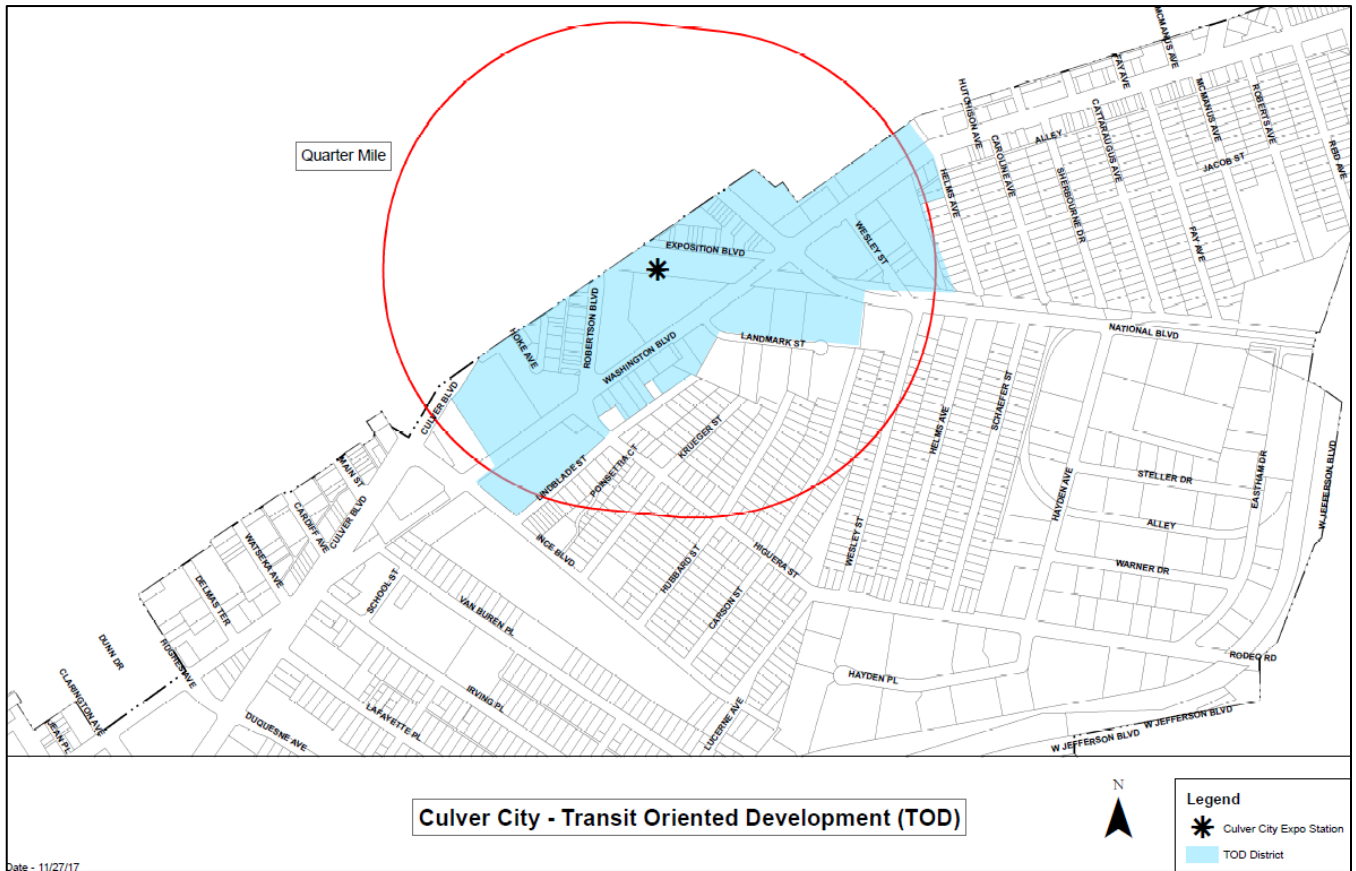 MCMANUS AVE
FAY AVE
HUTCHISON AVE
CATTARAUGUS AVE
MCMANUS AVE
ROBERTS AVE
ALLEY
CAROLINE AVE
RBD AVE
Quarter Mile
JACOB ST
HELMS AVE
SHERBOURNE DR
WESLEY ST
FAY AVE
EXPOSITION BLVD
ROBERTSON BLVD
HOKE AVE
WASHINGTON BLVD
LANDMARK ST
NATIONAL BLVD
CULVER BLVD
SCHAEFER ST
HELMS AVE
KRUEGER ST
MAIN ST
LINDBLADE ST
POINSETTIA CT
STELLER DR
EASTHAM DR
W JEFFERSON BLVD
HAYDEN AVE
CARDIFF AVE
CULVER BLVD
ALLEY
WATSEKA AVE
INCE BLVD
WESLEY ST
HIGUERA ST
HUBBARD ST
WARNER DR
DELMAS TER
SCHOOL ST
VAN BUREN PL
CARSON ST
DUNN DR
HUGHES AVE
RODEO RD
CLARINGTON AVE
HAYDEN PL
IRVING PL
LAFAYETTE PL
LUCERNE AVE
JEAN PL
DUQUESNE AVE
W JEFFERSON BLVD
W JEFFERSON BLVD
Culver City - Transit Oriented Development (TOD)
N
Legend
Culver City Expo Station
TOD District
Date - 11/27/17